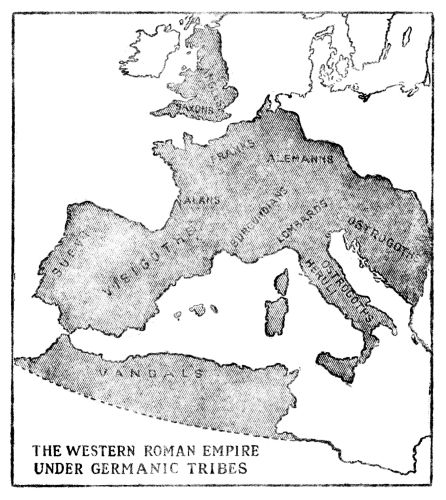 SAXONS
FRANKS
ALEMANNS
ALANS
BURGUNDIANS
LOMBARDS
OSTROGOTHS
SUEVI
VISIGOTHS
OSTROGOTHS
HERULI
VANDALS
THE WESTERN ROMAN EMPIRE
UNDER GERMANIC TRIBES